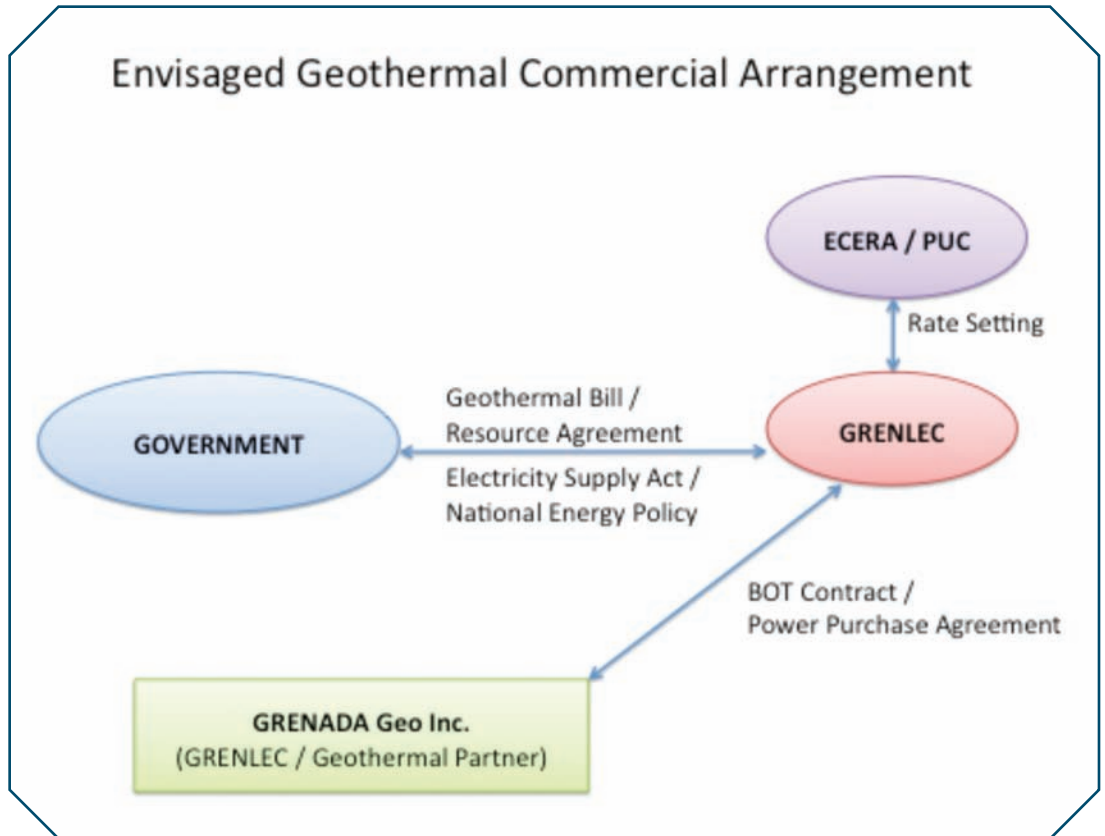 Envisaged Geothermal Commercial Arrangement
ECERA / PUC
Rate Setting
GOVERNMENT
Geothermal Bill /
Resource Agreement
Electricity Supply Act /
National Energy Policy
GRENLEC
BOT Contract /
Power Purchase Agreement
GRENADA Geo Inc.
(GRENLEC / Geothermal Partner)